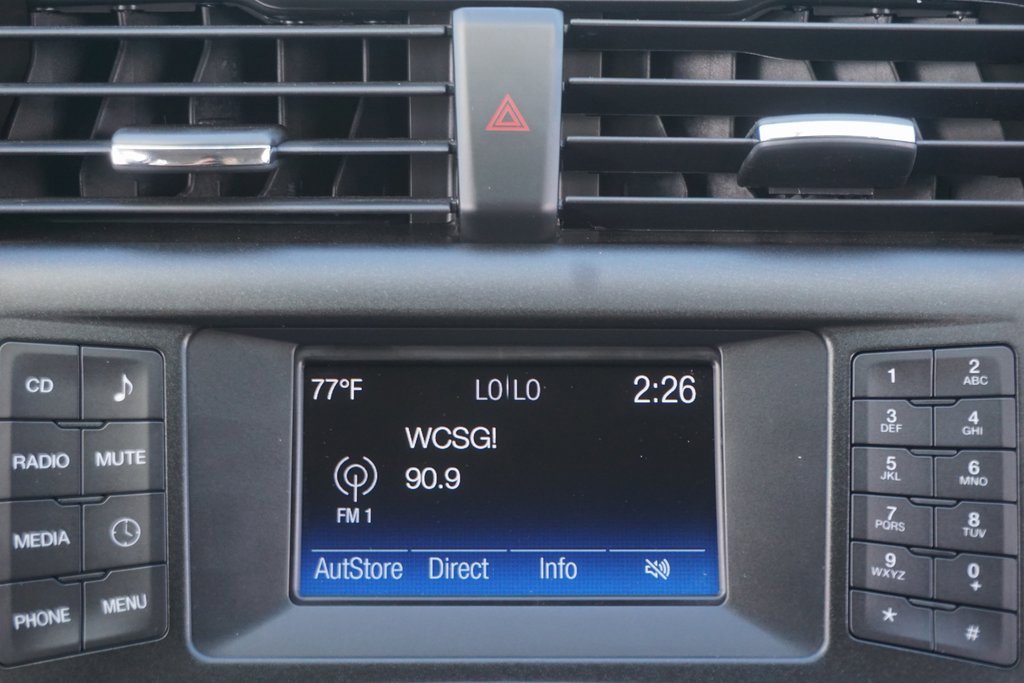 77°F LO LO 2:26
WCSG!
90.9
FM 1
AutStore Direct Info
CD
RADIO MUTE
MEDIA
PHONE MENU
1 2 ABC
3 DEF 4 GHI
5 JKL 6 MNO
7 PQRS 8 TUV
9 WXYZ 0 +
* #